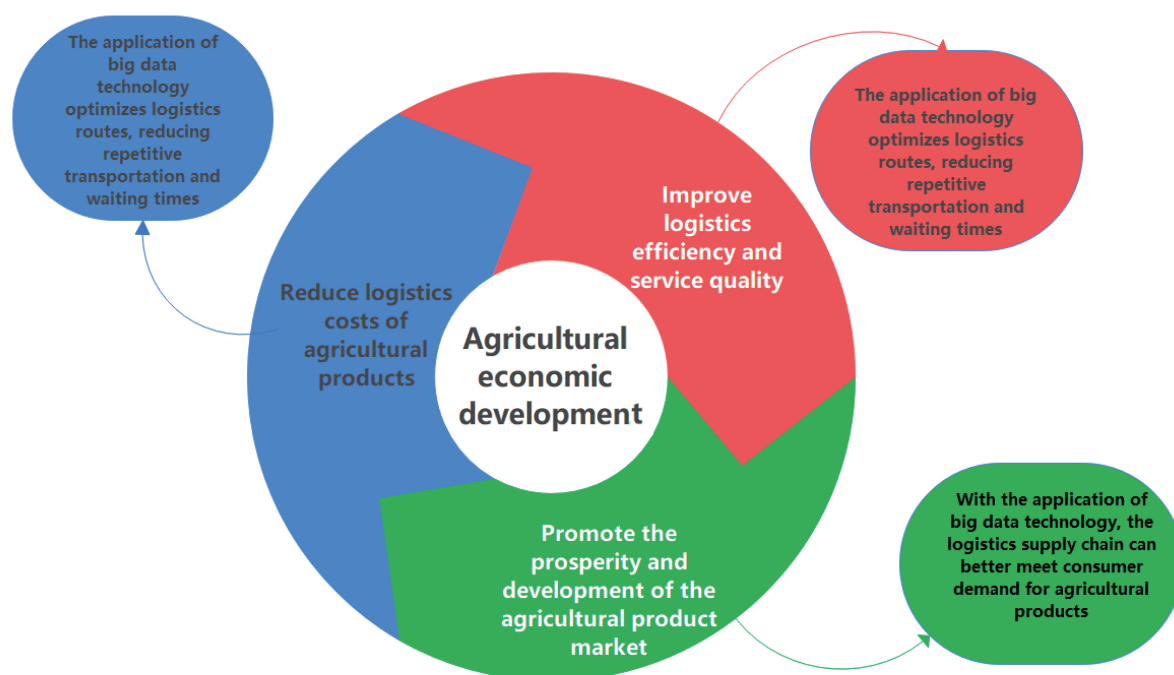 The application of
big data
technology
optimizes logistics
routes, reducing
repetitive
transportation and
waiting times
The application of big
data technology
optimizes logistics
routes, reducing
repetitive
transportation and
waiting times
Improve
logistics
efficiency and
service quality
Reduce logistics
costs of
agricultural
products
Agricultural
economic
development
With the application of
big data technology, the
logistics supply chain can
better meet consumer
demand for agricultural
products
Promote the
prosperity and
development of the
agricultural product
market